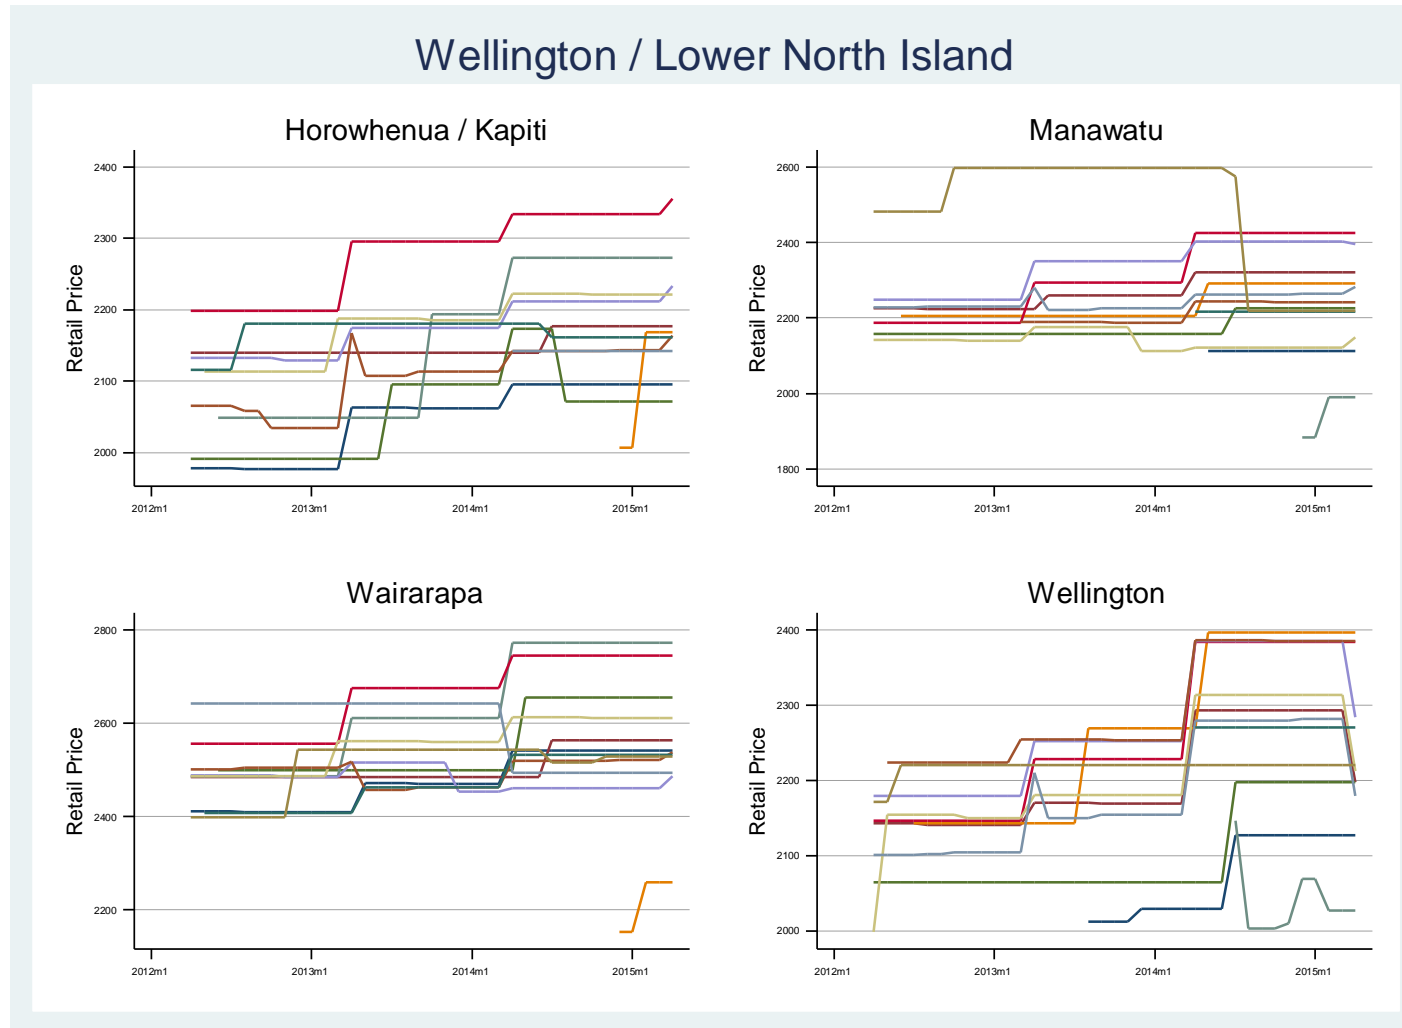 Wellington / Lower North Island
Horowhenua / Kapiti
Retail Price
2400
2300
2200
2100
2000
2012m1
2013m1
2014m1
2015m1
Manawatu
Retail Price
2600
2400
2200
2000
1800
2012m1
2013m1
2014m1
2015m1
Wairarapa
Retail Price
2800
2600
2400
2200
2012m1
2013m1
2014m1
2015m1
Wellington
Retail Price
2400
2300
2200
2100
2000
2012m1
2013m1
2014m1
2015m1